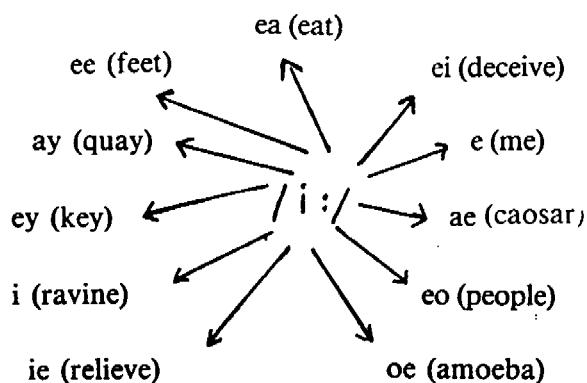 ea (eat)
ee (feet)
ei (deceive)
ay (quay)
e (me)
/i:/
ey (key)
ae (caosar)
i (ravine)
eo (people)
ie (relieve)
oe (amoeba)